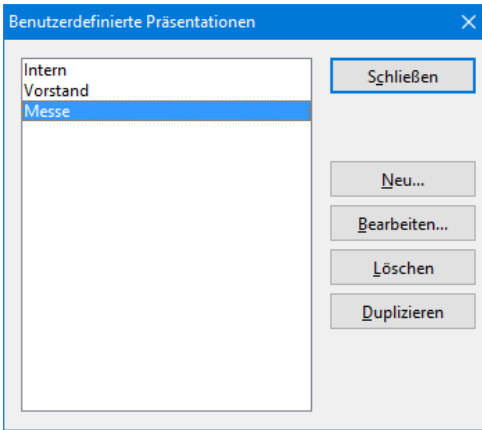 Benutzerdefinierte Präsentationen
Intern
Vorstand
Messe
Schließen
Neu...
Bearbeiten...
Löschen
Duplizieren